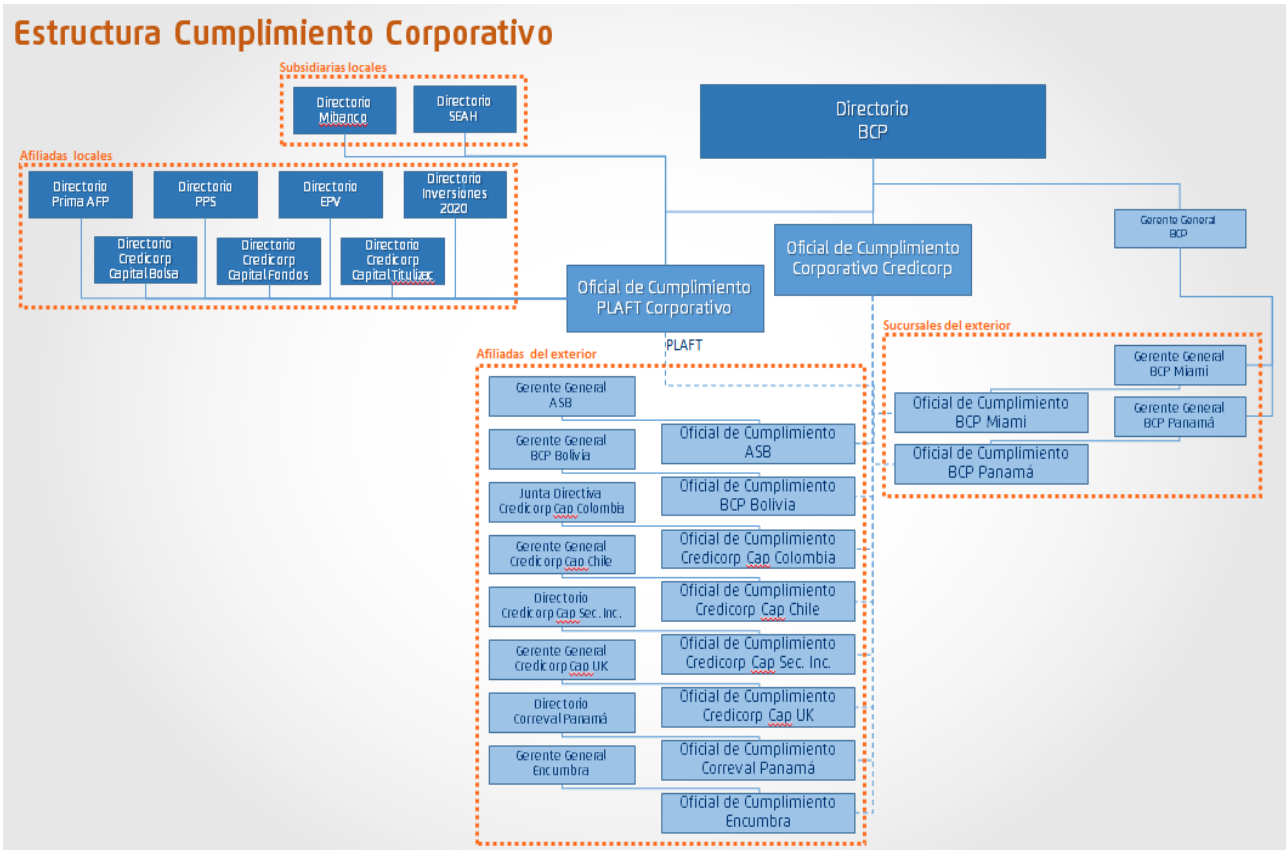 Estructura Cumplimiento Corporativo
Subsidiarias locales
Directorio
Mibanco
Directorio
SEAH
Directorio
BCP
Afiliadas locales
Directorio
Prima AFP
Directorio
PPS
Directorio
EPV
Directorio
Inversiones
2020
Directorio
Credicorp
Capital Bolsa
Directorio
Credicorp
Capital Fondos
Directorio
Credicorp
Capital Titulizac
Gerente General
BCP
Oficial de Cumplimiento
Corporativo Credicorp
Oficial de Cumplimiento
PLAFT Corporativo
PLAFT
Sucursales del exterior
Gerente General
BCP Miami
Oficial de Cumplimiento
BCP Miami
Gerente General
BCP Panamá
Oficial de Cumplimiento
BCP Panamá
Afiliadas del exterior
Gerente General
ASB
Oficial de Cumplimiento
ASB
Gerente General
BCP Bolivia
Oficial de Cumplimiento
BCP Bolivia
Junta Directiva
Credicorp Cap Colombia
Oficial de Cumplimiento
Credicorp Cap Colombia
Gerente General
Credicorp Cap Chile
Oficial de Cumplimiento
Credicorp Cap Chile
Directorio
Credicorp Cap Sec. Inc.
Oficial de Cumplimiento
Credicorp Cap Sec. Inc.
Gerente General
Credicorp Cap UK
Oficial de Cumplimiento
Credicorp Cap UK
Directorio
Correval Panamá
Oficial de Cumplimiento
Correval Panamá
Gerente General
Encumbra
Oficial de Cumplimiento
Encumbra